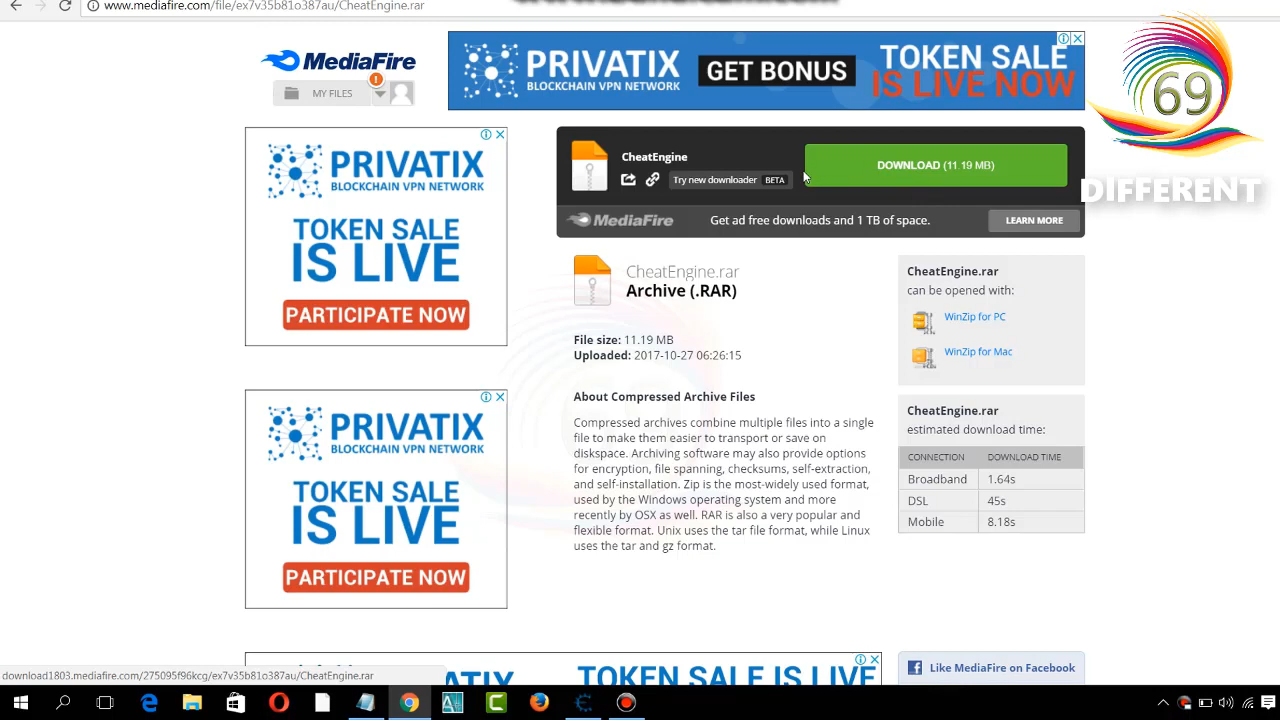 www.mediafire.com/file/ex7v35b81o387au/CheatEngine.rar
MediaFire
MY FILES
!
PRIVATIX
BLOCKCHAIN VPN NETWORK
GET BONUS
TOKEN SALE
IS LIVE NOW
69
DIFFERENT
PRIVATIX
BLOCKCHAIN VPN NETWORK
TOKEN SALE
IS LIVE
PARTICIPATE NOW
CheatEngine
Try new downloader BETA
DOWNLOAD (11.19 MB)
MediaFire
Get ad free downloads and 1 TB of space.
LEARN MORE
CheatEngine.rar
Archive (.RAR)
File size: 11.19 MB
Uploaded: 2017-10-27 06:26:15
About Compressed Archive Files
Compressed archives combine multiple files into a single
file to make them easier to transport or save on
diskspace. Archiving software may also provide options
for encryption, file spanning, checksums, self-extraction,
and self-installation. Zip is the most-widely used format,
used by the Windows operating system and more
recently by OSX as well. RAR is also a very popular and
flexible format. Unix uses the tar file format, while Linux
uses the tar and gz format.
CheatEngine.rar
can be opened with:
WinZip for PC
WinZip for Mac
CheatEngine.rar
estimated download time:
CONNECTION DOWNLOAD TIME
Broadband 1.64s
DSL 45s
Mobile 8.18s
PRIVATIX
BLOCKCHAIN VPN NETWORK
TOKEN SALE
IS LIVE
PARTICIPATE NOW
PRIVATIX
TOKEN SALE IS LIVE
Like MediaFire on Facebook
download1803.mediafire.com/275095f96kcg/ex7v35b81o387au/CheatEngine.rar